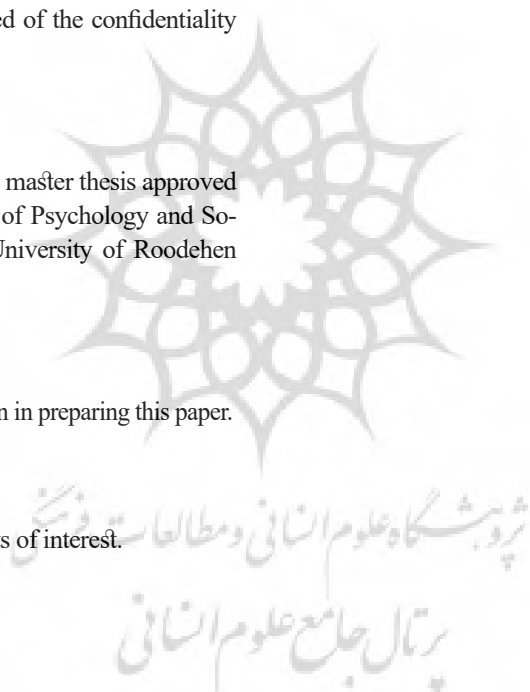 ed of the confidentiality
master thesis approved
of Psychology and So-
University of Roodehen
n in preparing this paper.
s of interest.
پژوهشگاه علوم انسانی و مطالعات فرهنگی
پرتال جامع علوم انسانی